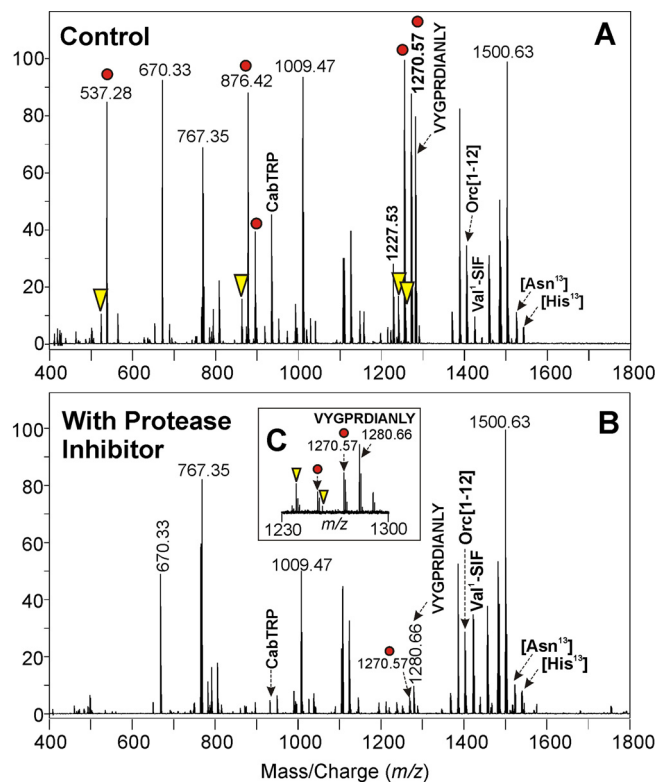 Control
A
100
80
60
40
20
0
537.28
670.33
767.35
876.42
CabTRP
1009.47
1227.53
1270.57
VYGPRDIANLY
Orc[1-12]
Val¹-SIF
1500.63
[Asn¹³]
[His¹³]
400 600 800 1000 1200 1400 1600 1800
With Protease
Inhibitor
B
100
80
60
40
20
0
C
VYGPRDIANLY
1270.57
1280.66
1230 m/z 1300
670.33
767.35
CabTRP
1009.47
1270.57
1280.66
VYGPRDIANLY
Orc[1-12]
Val¹-SIF
1500.63
[Asn¹³]
[His¹³]
400 600 800 1000 1200 1400 1600 1800
Mass/Charge (m/z)